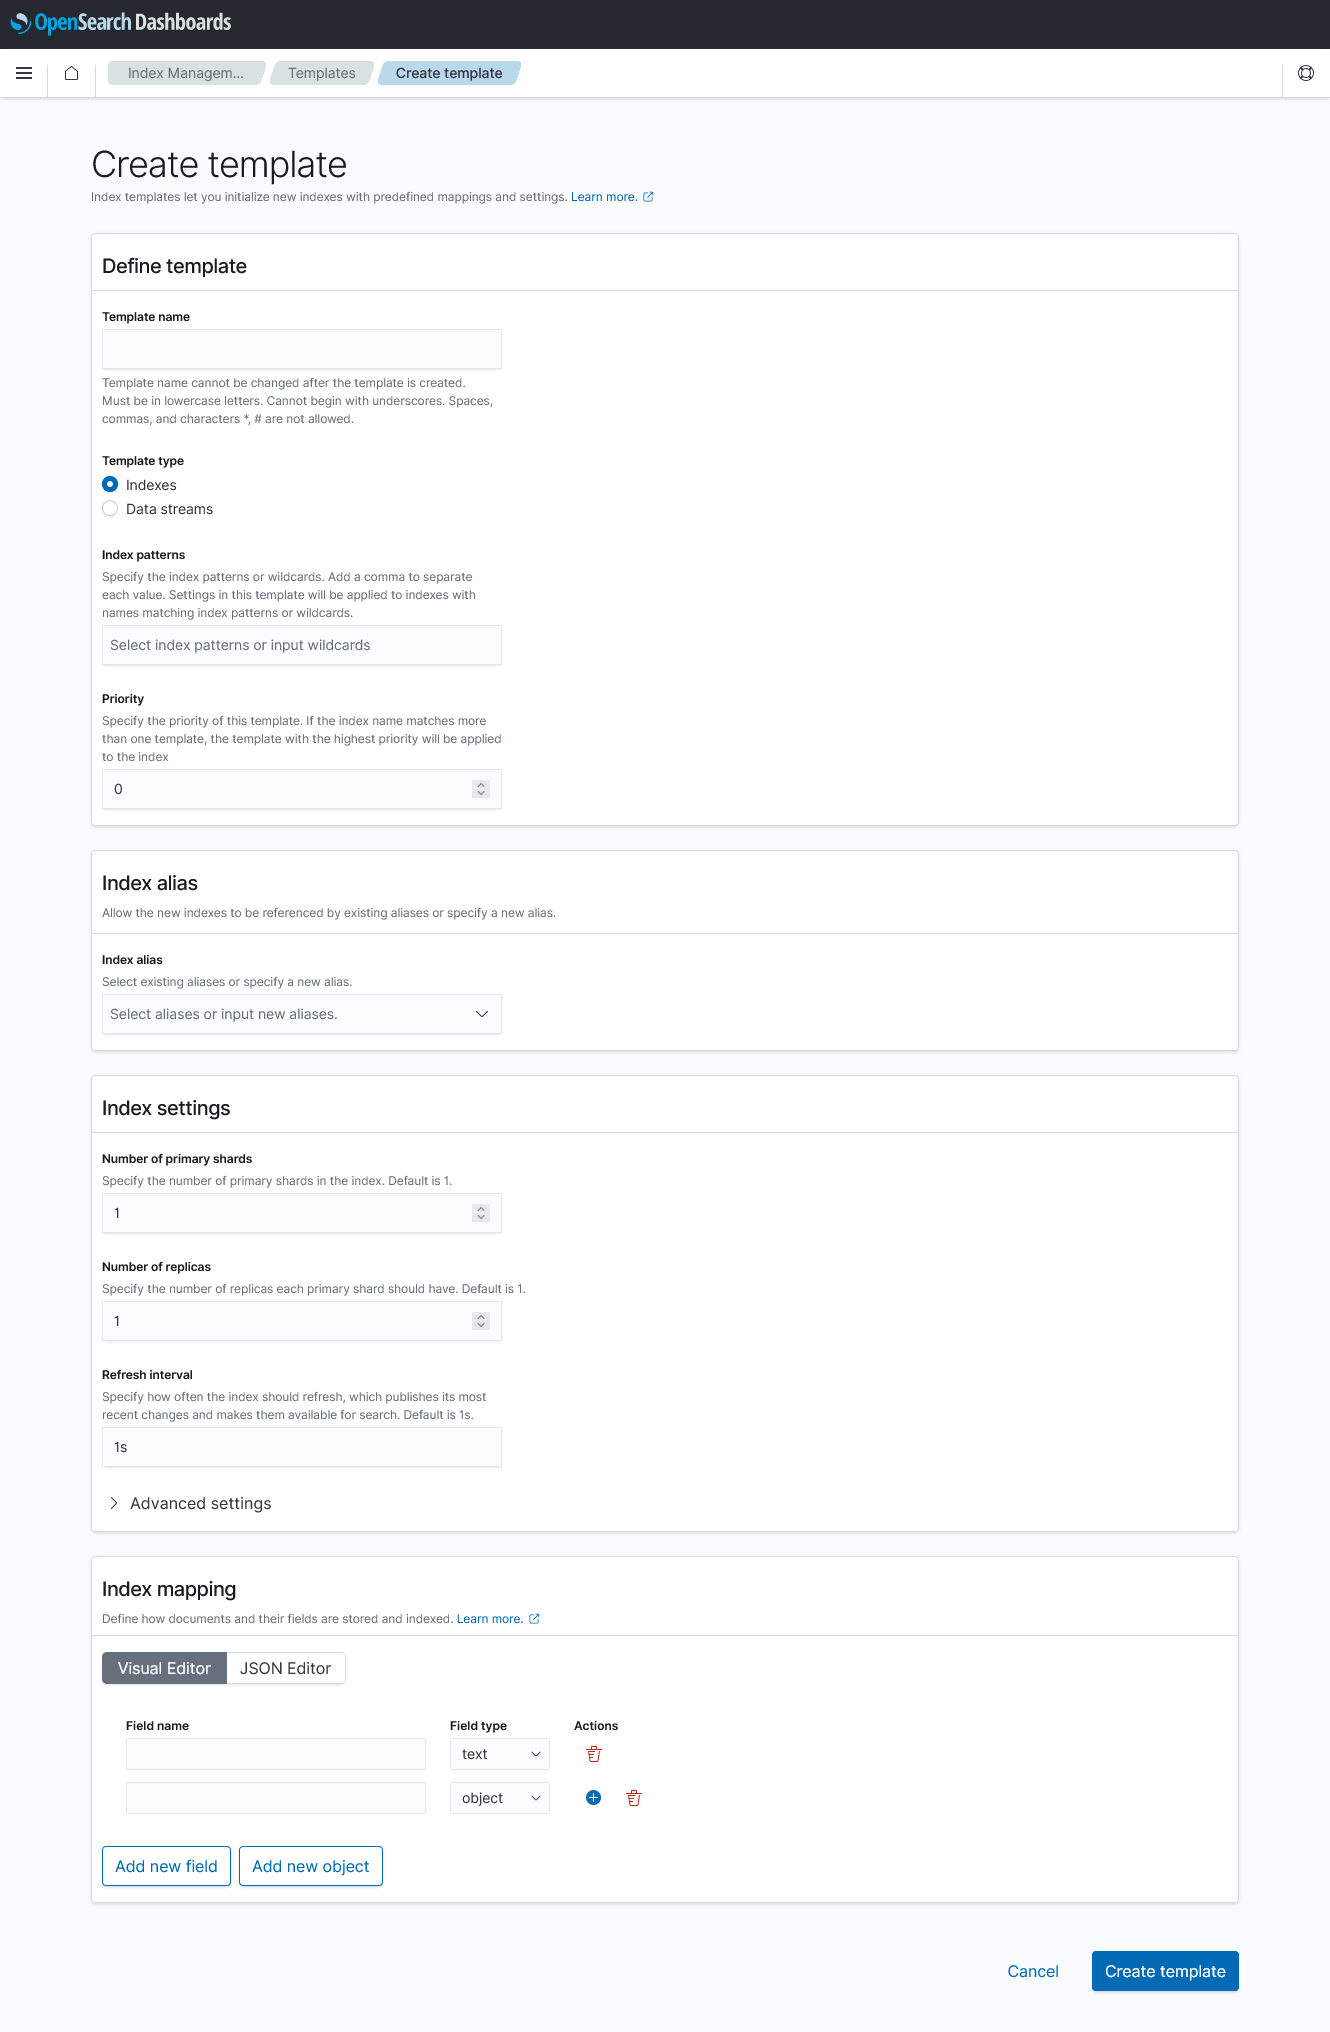 OpenSearch Dashboards
Index Managem...
Templates
Create template
Create template
Index templates let you initialize new indexes with predefined mappings and settings. Learn more.
Define template
Template name
Template name cannot be changed after the template is created.
Must be in lowercase letters. Cannot begin with underscores. Spaces,
commas, and characters *, # are not allowed.
Template type
Indexes
Data streams
Index patterns
Specify the index patterns or wildcards. Add a comma to separate
each value. Settings in this template will be applied to indexes with
names matching index patterns or wildcards.
Select index patterns or input wildcards
Priority
Specify the priority of this template. If the index name matches more
than one template, the template with the highest priority will be applied
to the index
0
Index alias
Allow the new indexes to be referenced by existing aliases or specify a new alias.
Index alias
Select existing aliases or specify a new alias.
Select aliases or input new aliases.
Index settings
Number of primary shards
Specify the number of primary shards in the index. Default is 1.
1
Number of replicas
Specify the number of replicas each primary shard should have. Default is 1.
1
Refresh interval
Specify how often the index should refresh, which publishes its most
recent changes and makes them available for search. Default is 1s.
1s
Advanced settings
Index mapping
Define how documents and their fields are stored and indexed. Learn more.
Visual Editor
JSON Editor
Field name
Field type
Actions
text
object
Add new field
Add new object
Cancel
Create template